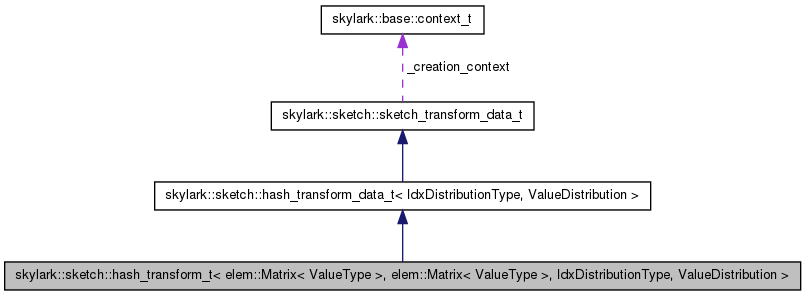 skylark::base::context_t
_creation_context
skylark::sketch::sketch_transform_data_t
skylark::sketch::hash_transform_data_t< IdxDistributionType, ValueDistribution >
skylark::sketch::hash_transform_t< elem::Matrix< ValueType >, elem::Matrix< ValueType >, IdxDistributionType, ValueDistribution >